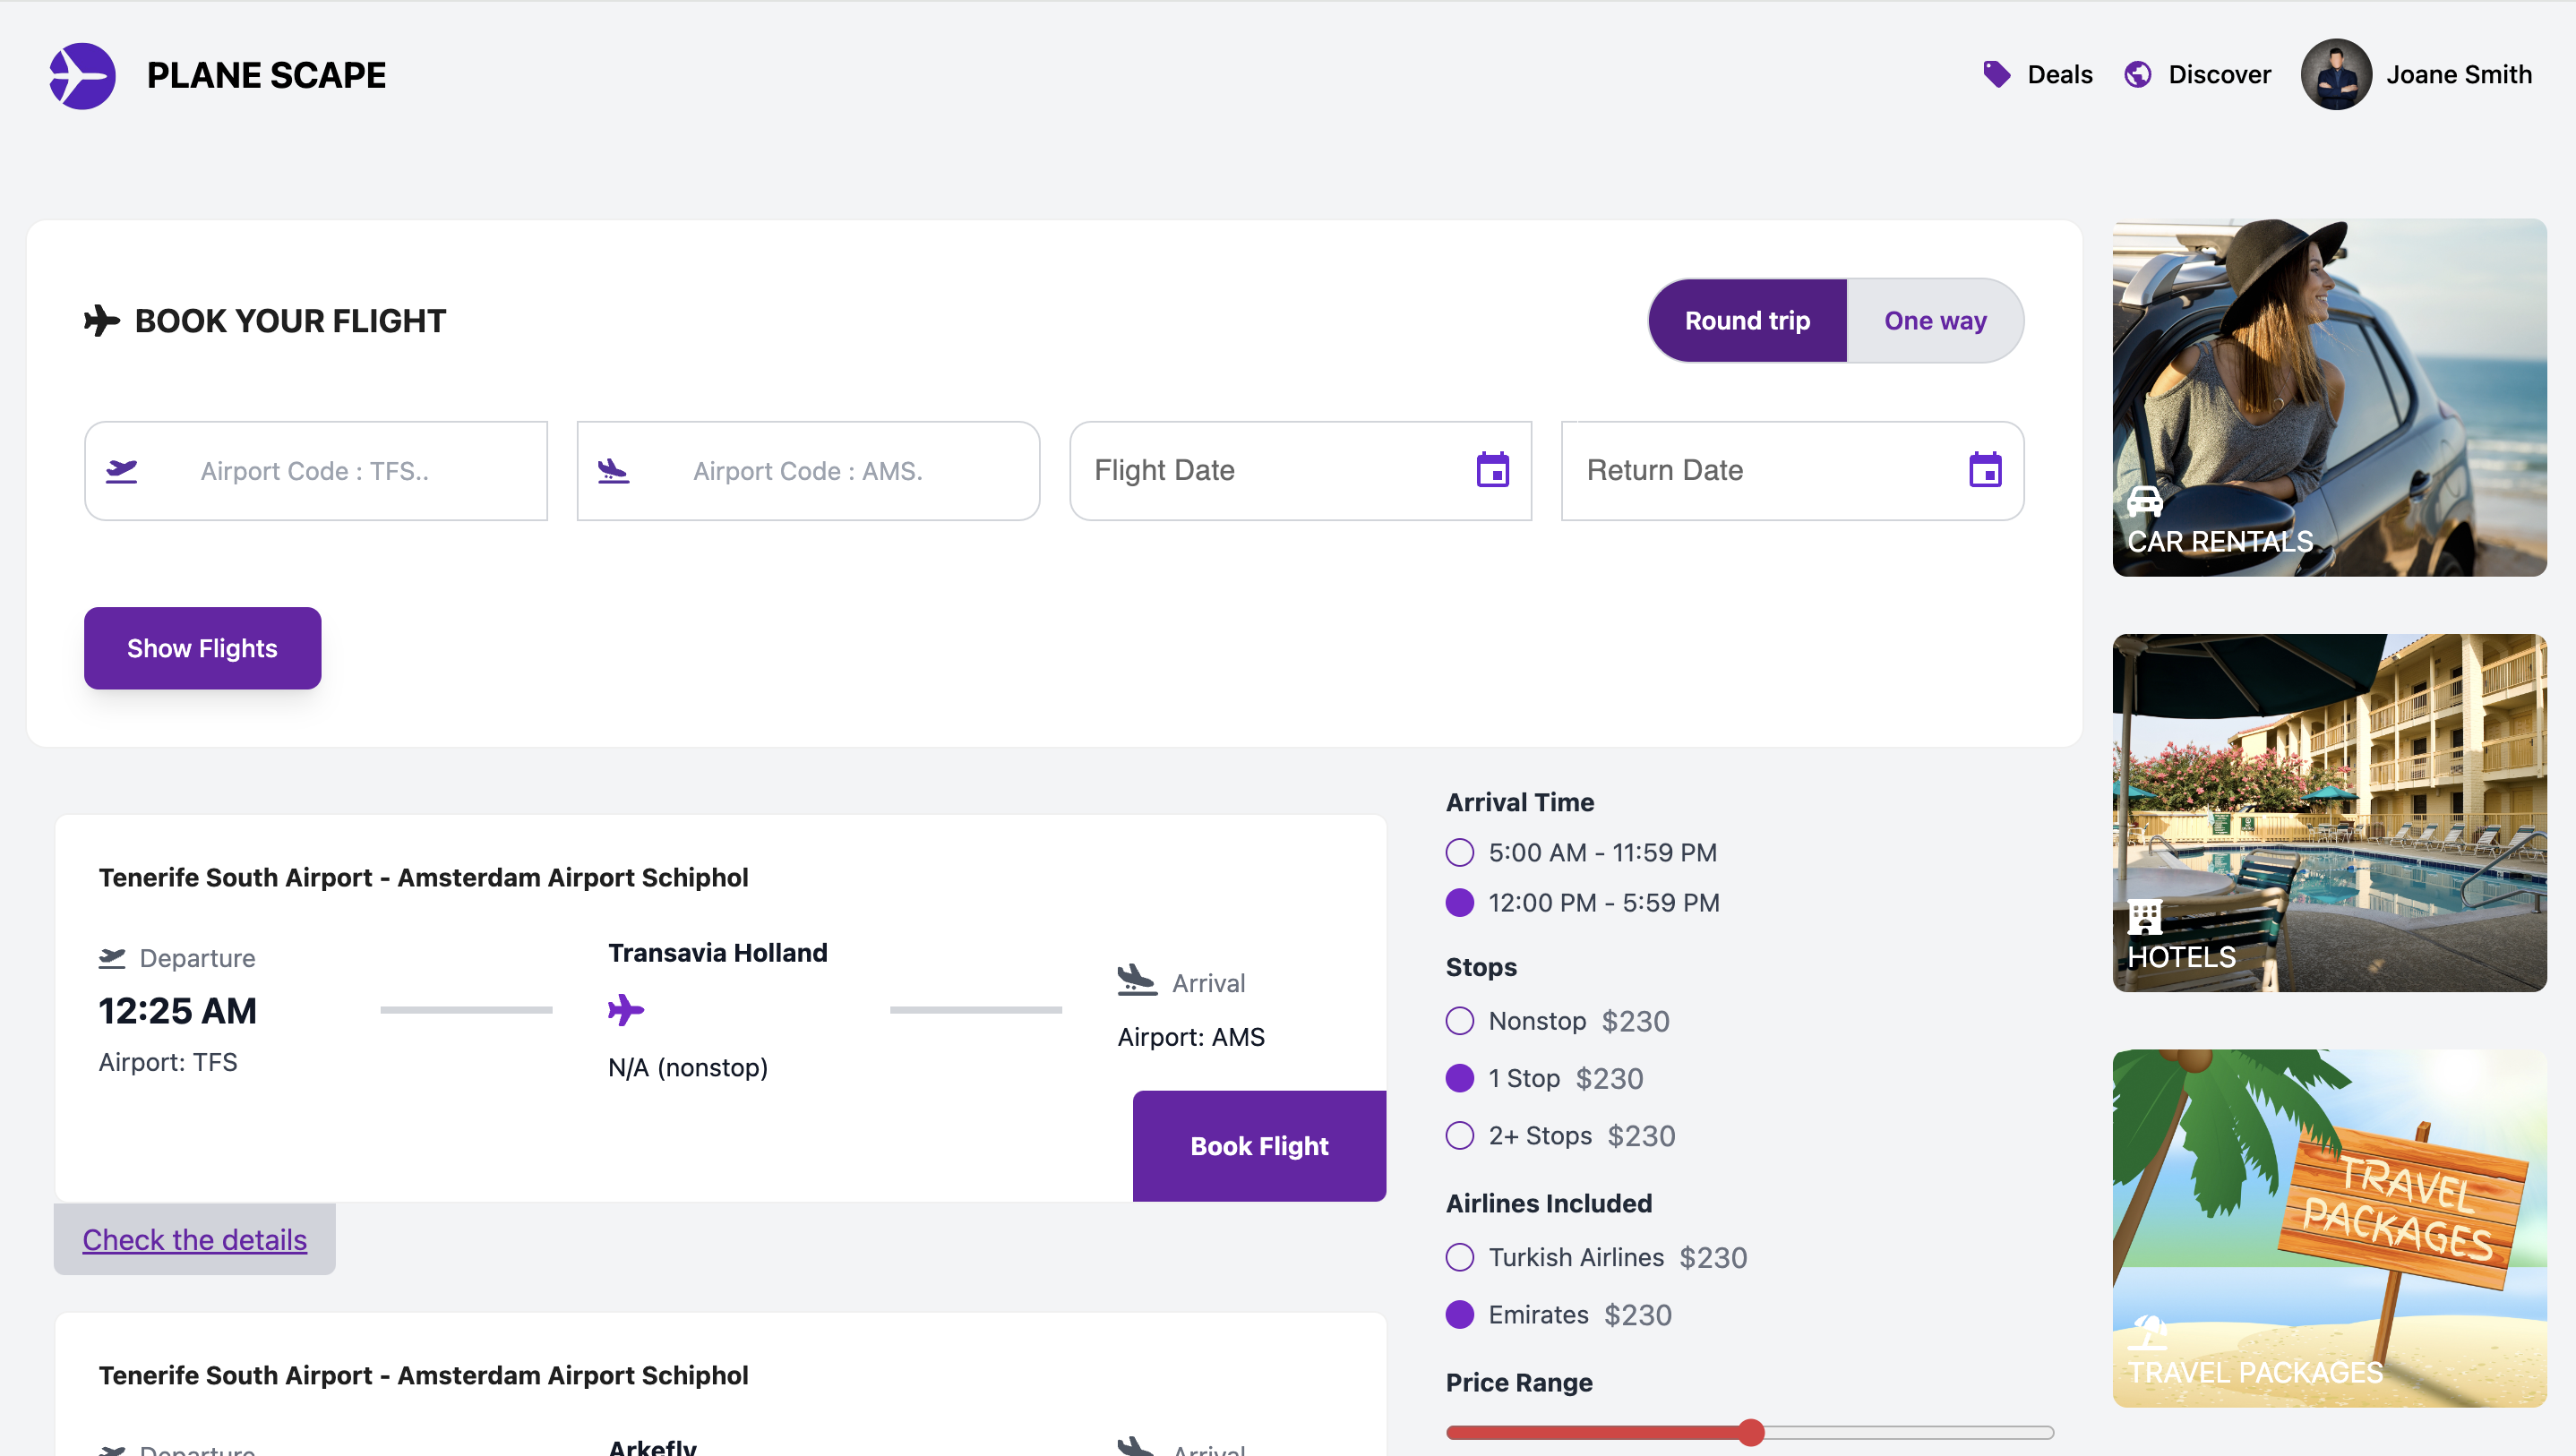 PLANE SCAPE
Deals
Discover
Joane Smith
BOOK YOUR FLIGHT
Round trip
One way
Airport Code : TFS..
Airport Code : AMS.
Flight Date
Return Date
Show Flights
CAR RENTALS
HOTELS
TRAVEL
PACKAGES
TRAVEL PACKAGES
Tenerife South Airport - Amsterdam Airport Schiphol
Departure
12:25 AM
Airport: TFS
Transavia Holland
N/A (nonstop)
Arrival
Airport: AMS
Book Flight
Check the details
Tenerife South Airport - Amsterdam Airport Schiphol
Departure
Arkefly
Arrival
Arrival Time
5:00 AM - 11:59 PM
12:00 PM - 5:59 PM
Stops
Nonstop $230
1 Stop $230
2+ Stops $230
Airlines Included
Turkish Airlines $230
Emirates $230
Price Range